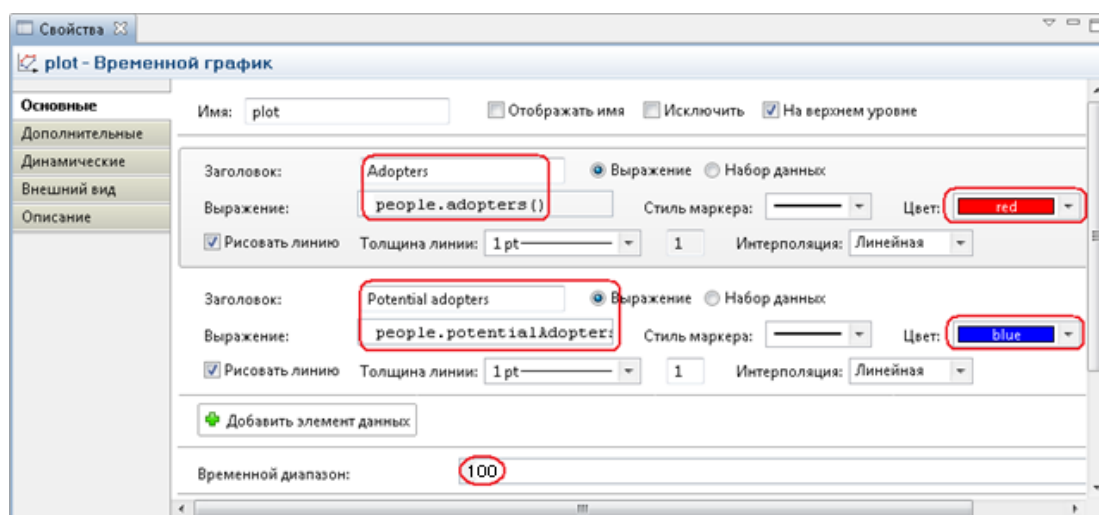 Свойства
plot - Временной график
Основные
Дополнительные
Динамические
Внешний вид
Описание
Имя: plot Отображать имя Исключить На верхнем уровне
Заголовок: Adopters Выражение Набор данных
Выражение: people.adopters() Стиль маркера: Цвет: red
Рисовать линию Толщина линии: 1 pt 1 Интерполяция: Линейная
Заголовок: Potential adopters Выражение Набор данных
Выражение: people.potentialAdopters Стиль маркера: Цвет: blue
Рисовать линию Толщина линии: 1 pt 1 Интерполяция: Линейная
Добавить элемент данных
Временной диапазон: 100